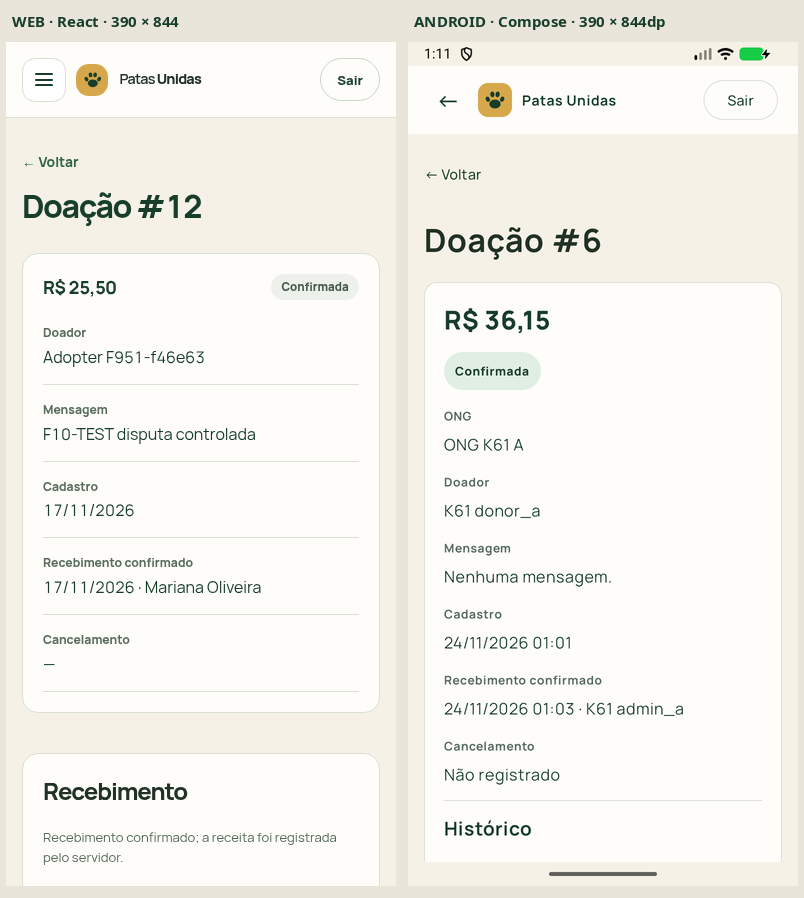 WEB · React · 390 × 844
Patas Unidas
Sair
← Voltar
Doação #12
R$ 25,50
Confirmada
Doador
Adopter F951-f46e63
Mensagem
F10-TEST disputa controlada
Cadastro
17/11/2026
Recebimento confirmado
17/11/2026 · Mariana Oliveira
Cancelamento
—
Recebimento
Recebimento confirmado; a receita foi registrada
pelo servidor.
ANDROID · Compose · 390 × 844dp
1:11
← Patas Unidas
Sair
← Voltar
Doação #6
R$ 36,15
Confirmada
ONG
ONG K61 A
Doador
K61 donor_a
Mensagem
Nenhuma mensagem.
Cadastro
24/11/2026 01:01
Recebimento confirmado
24/11/2026 01:03 · K61 admin_a
Cancelamento
Não registrado
Histórico